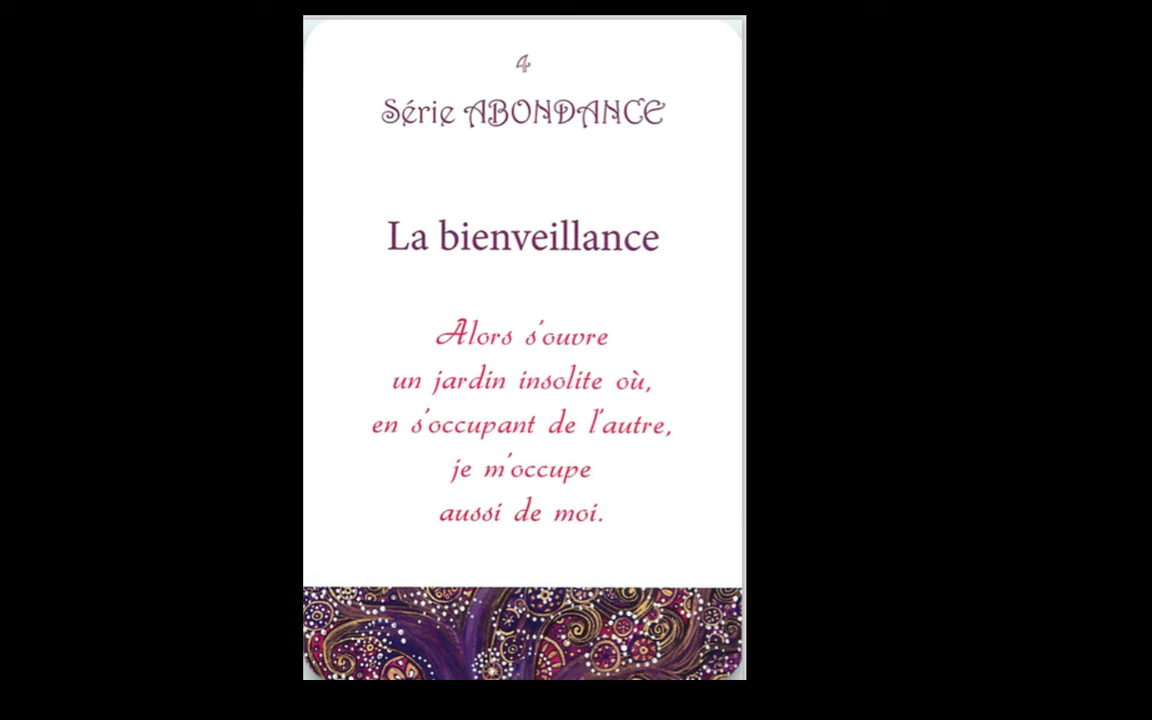 4
Série ABONDANCE
La bienveillance
Alors s'ouvre
un jardin insolite où,
en s'occupant de l'autre,
je m'occupe
aussi de moi.